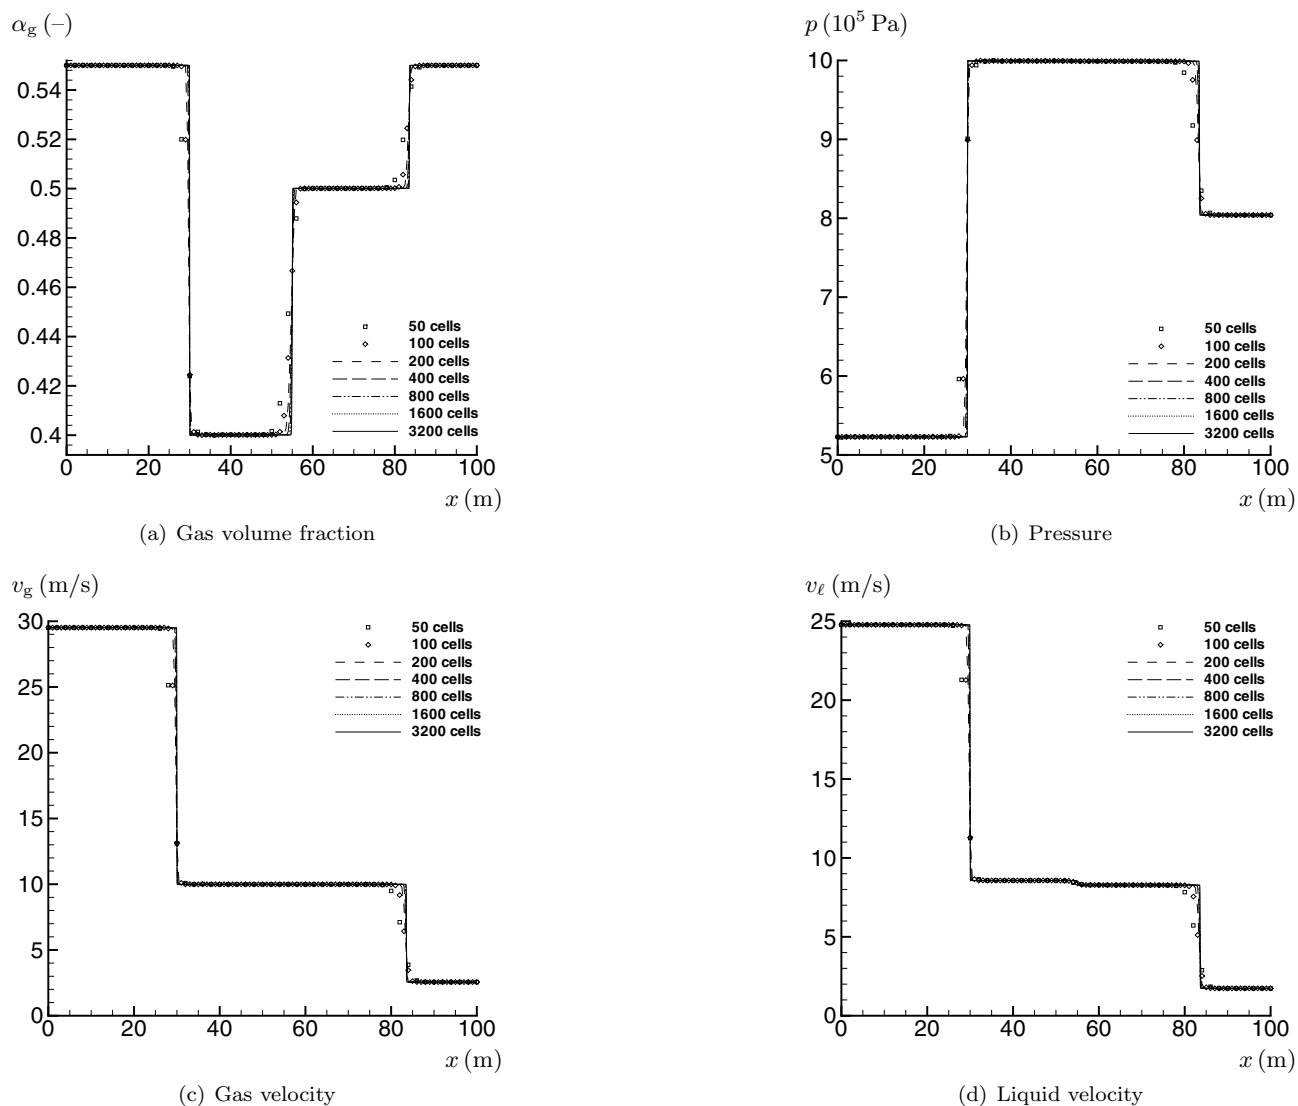 α_g (–)
0.54
0.52
0.5
0.48
0.46
0.44
0.42
0.4
0 20 40 60 80 100
x (m)
50 cells
100 cells
200 cells
400 cells
800 cells
1600 cells
3200 cells
(a) Gas volume fraction
p (10⁵ Pa)
10
9
8
7
6
5
0 20 40 60 80 100
x (m)
50 cells
100 cells
200 cells
400 cells
800 cells
1600 cells
3200 cells
(b) Pressure
v_g (m/s)
30
25
20
15
10
5
0
0 20 40 60 80 100
x (m)
50 cells
100 cells
200 cells
400 cells
800 cells
1600 cells
3200 cells
(c) Gas velocity
v_ℓ (m/s)
25
20
15
10
5
0
0 20 40 60 80 100
x (m)
50 cells
100 cells
200 cells
400 cells
800 cells
1600 cells
3200 cells
(d) Liquid velocity